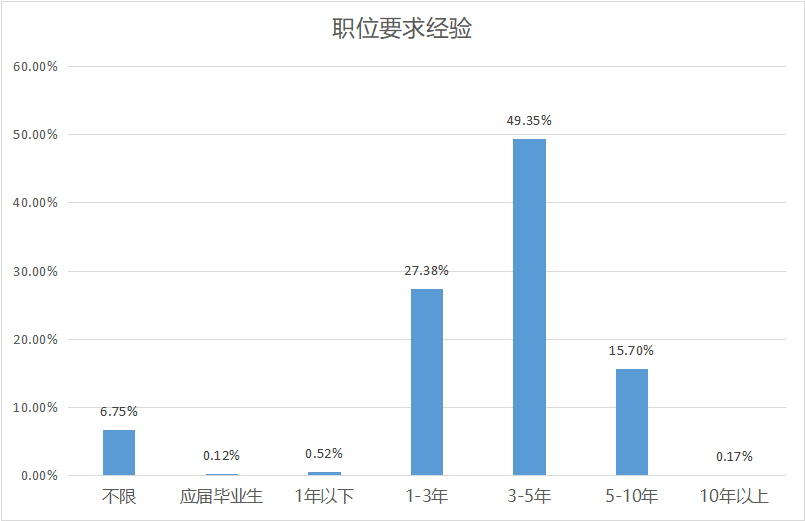 职位要求经验
60.00%
50.00%
40.00%
30.00%
20.00%
10.00%
0.00%
6.75%
0.12%
0.52%
27.38%
49.35%
15.70%
0.17%
不限
应届毕业生
1年以下
1-3年
3-5年
5-10年
10年以上